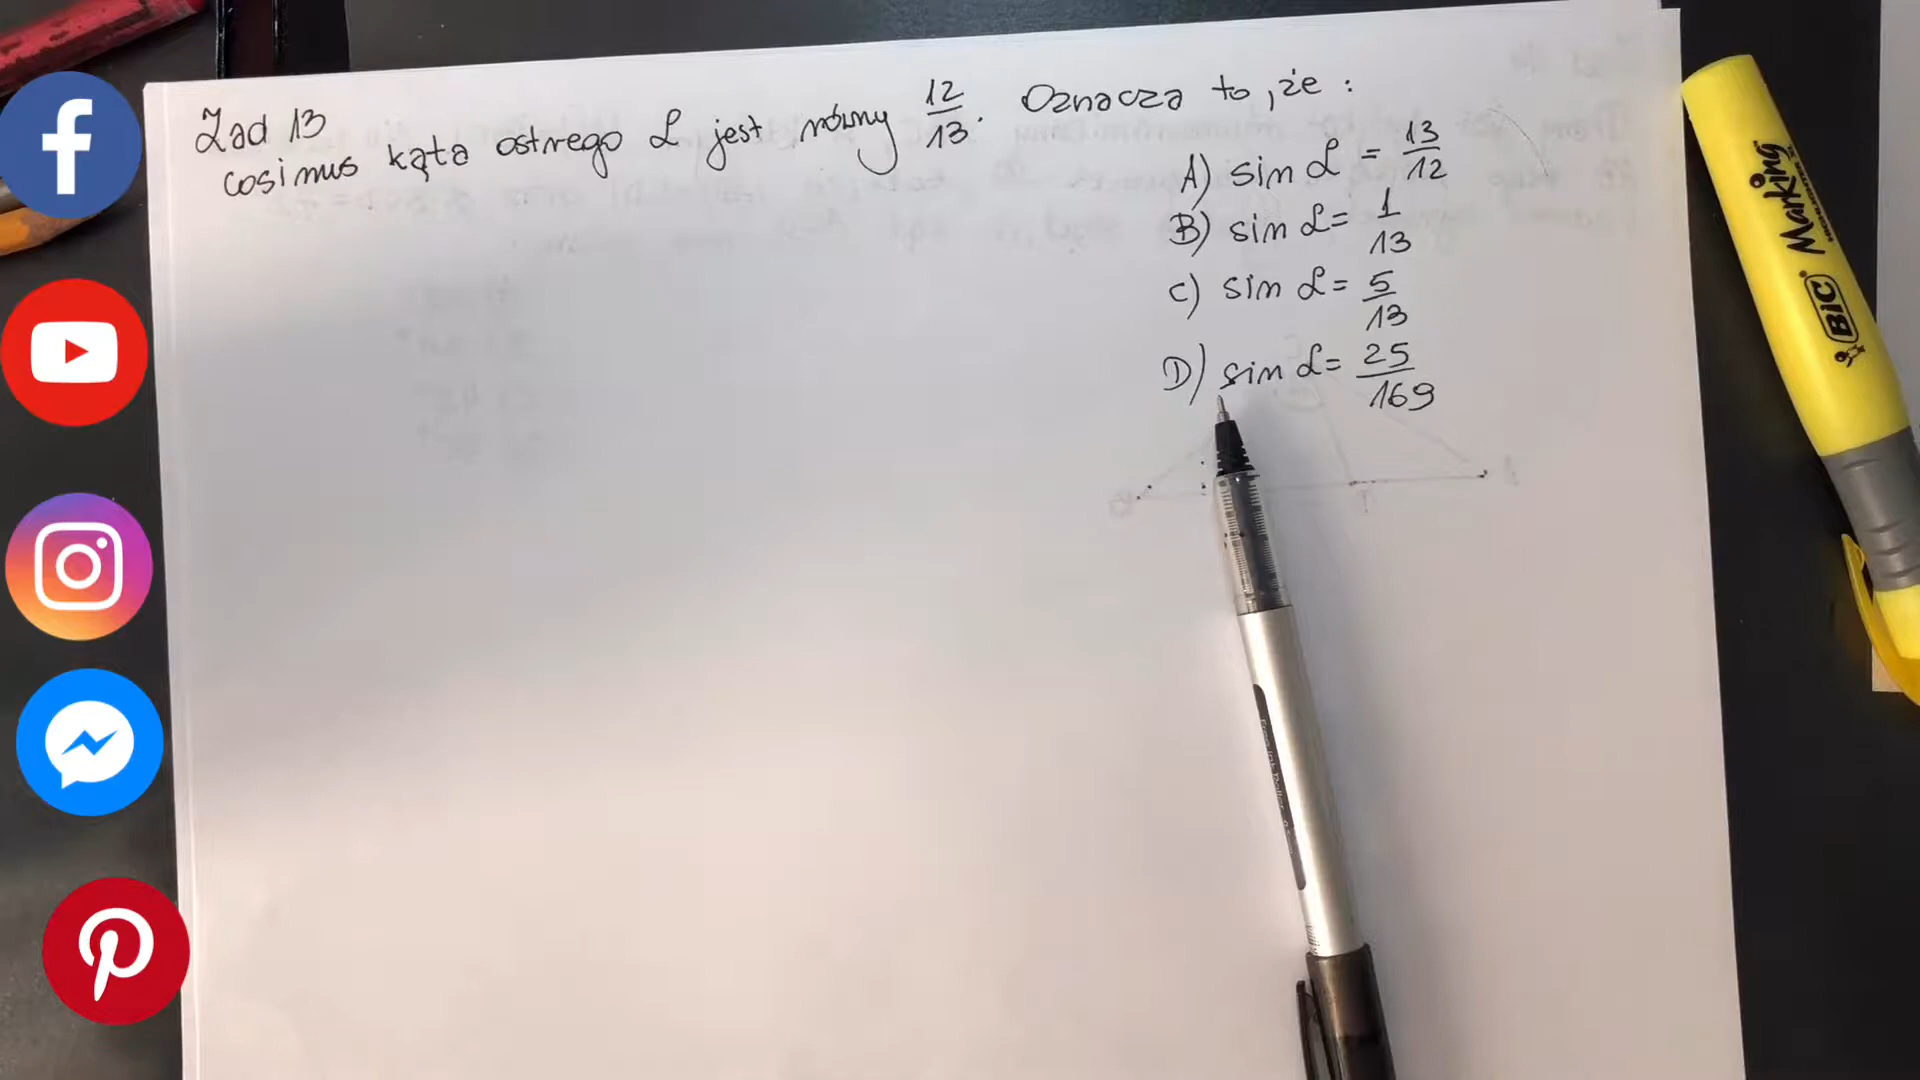 Zad 13
cosinus kąta ostrego α jest równy 12/13. Oznacza to, że:
A) sin α = 13/12
B) sin α = 1/13
C) sin α = 5/13
D) sin α = 25/169
Marking
BIC